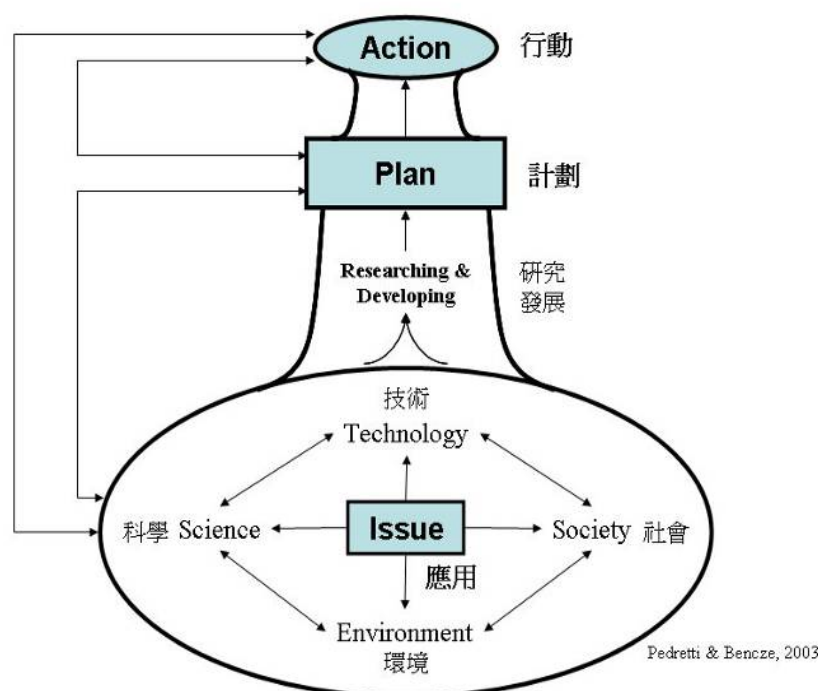 Action 行動
Plan 計劃
Researching &
Developing
研究
發展
技術
Technology
科學 Science
Issue
Society 社會
應用
Environment
環境
Pedretti & Bencze, 2003